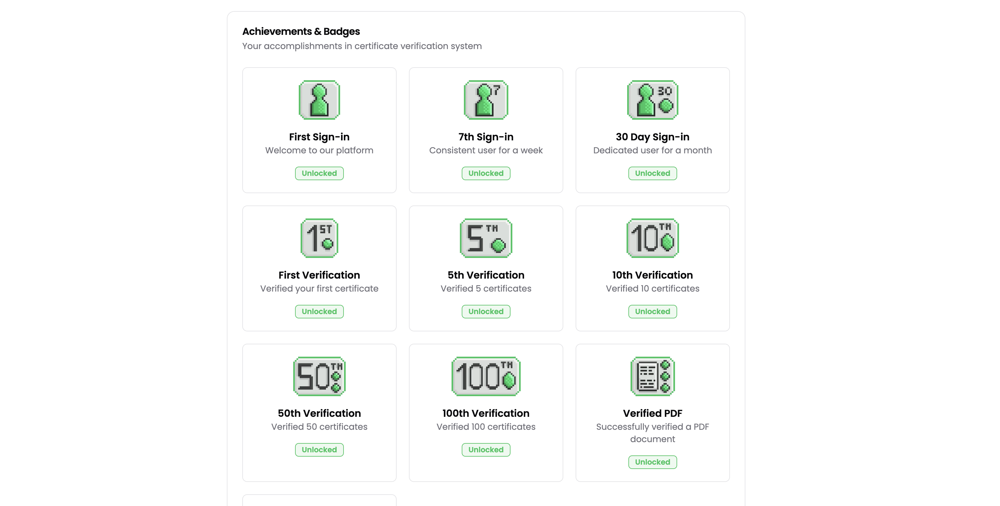 Achievements & Badges
Your accomplishments in certificate verification system
7
30
First Sign-in
7th Sign-in
30 Day Sign-in
Welcome to our platform
Consistent user for a week
Dedicated user for a month
Unlocked
Unlocked
Unlocked
1ST
5TH
10TH
First Verification
5th Verification
10th Verification
Verified your first certificate
Verified 5 certificates
Verified 10 certificates
Unlocked
Unlocked
Unlocked
50TH
100TH
50th Verification
100th Verification
Verified PDF
Verified 50 certificates
Verified 100 certificates
Successfully verified a PDF
document
Unlocked
Unlocked
Unlocked